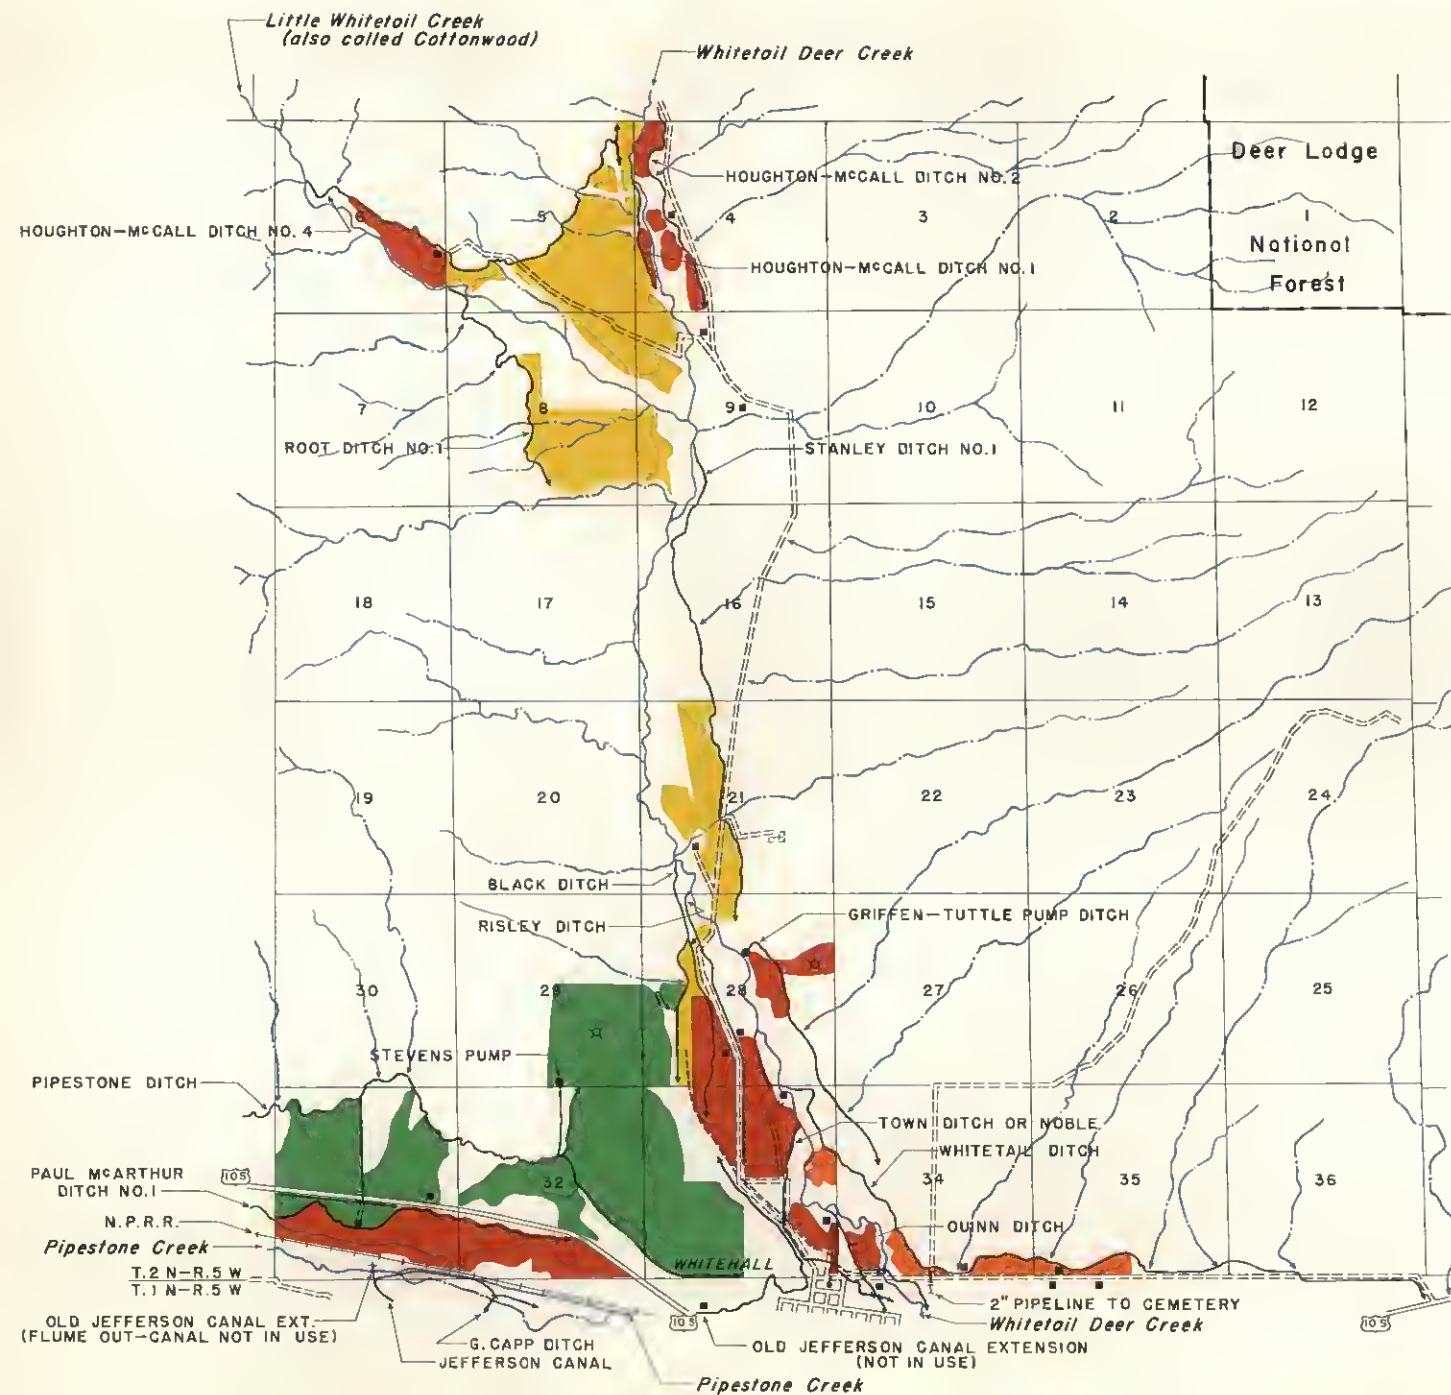 Little Whitetail Creek
(also called Cottonwood)
Whitetail Deer Creek
Deer Lodge
HOUGHTON-McCALL DITCH NO. 2
6
5
4
3
2
1
HOUGHTON-McCALL DITCH NO. 4
National
HOUGHTON-McCALL DITCH NO. 1
Forest
7
8
9
10
11
12
ROOT DITCH NO. 1
STANLEY DITCH NO. 1
18
17
16
15
14
13
19
20
21
22
23
24
BLACK DITCH
RISLEY DITCH
GRIFFEN-TUTTLE PUMP DITCH
30
29
28
27
26
25
STEVENS PUMP
PIPESTONE DITCH
TOWN DITCH OR NOBLE
WHITETAIL DITCH
PAUL McARTHUR
DITCH NO. 1
10S
32
34
35
36
N.P.R.R.
QUINN DITCH
Pipestone Creek
WHITEHALL
T. 2 N-R. 5 W
T. 1 N-R. 5 W
2" PIPELINE TO CEMETERY
OLD JEFFERSON CANAL EXT.
(FLUME OUT-CANAL NOT IN USE)
10S
Whitetail Deer Creek
10S
G. CAPP DITCH
JEFFERSON CANAL
OLD JEFFERSON CANAL EXTENSION
(NOT IN USE)
Pipestone Creek